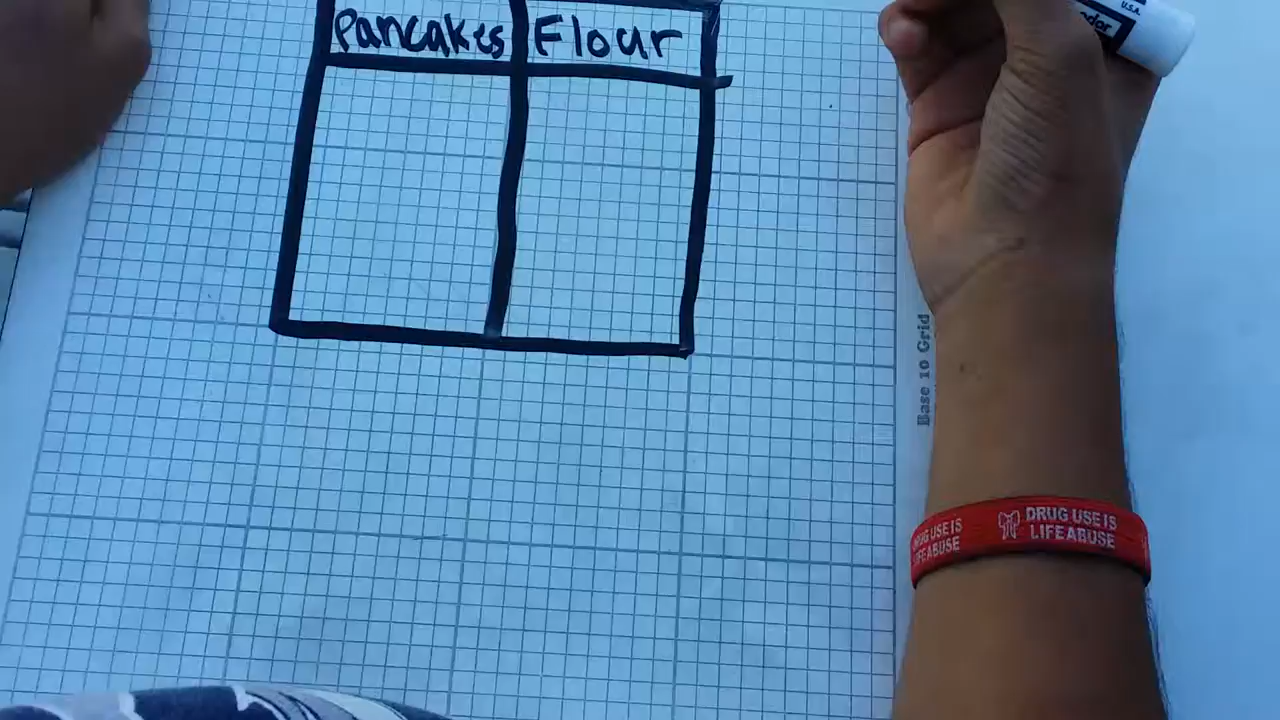 Pancakes Flour
U.S.A.
Base 10 Grid
DRUG USE IS
LIFE ABUSE
DRUG USE IS
LIFE ABUSE